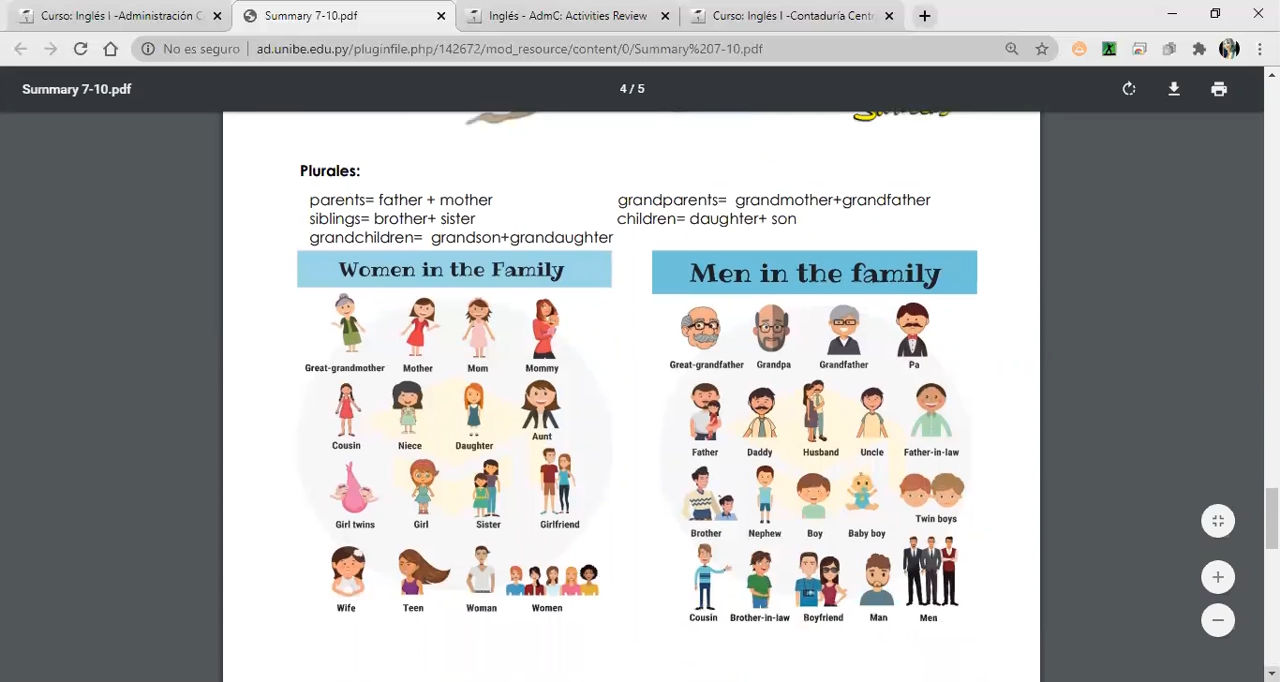 Curso: Inglés I -Administración C
Summary 7-10.pdf
Inglés - AdmC: Activities Review
Curso: Inglés I -Contaduría Cent
No es seguro
ad.unibe.edu.py/pluginfile.php/142672/mod_resource/content/0/Summary%207-10.pdf
Summary 7-10.pdf
4 / 5
Plurales:
parents= father + mother
grandparents= grandmother+grandfather
siblings= brother+ sister
children= daughter+ son
grandchildren= grandson+grandaughter
Women in the Family
Great-grandmother Mother Mom Mommy
Cousin Niece Daughter Aunt
Girl twins Girl Sister Girlfriend
Wife Teen Woman Women
Men in the family
Great-grandfather Grandpa Grandfather Pa
Father Daddy Husband Uncle Father-in-law
Brother Nephew Boy Baby boy Twin boys
Cousin Brother-in-law Boyfriend Man Men